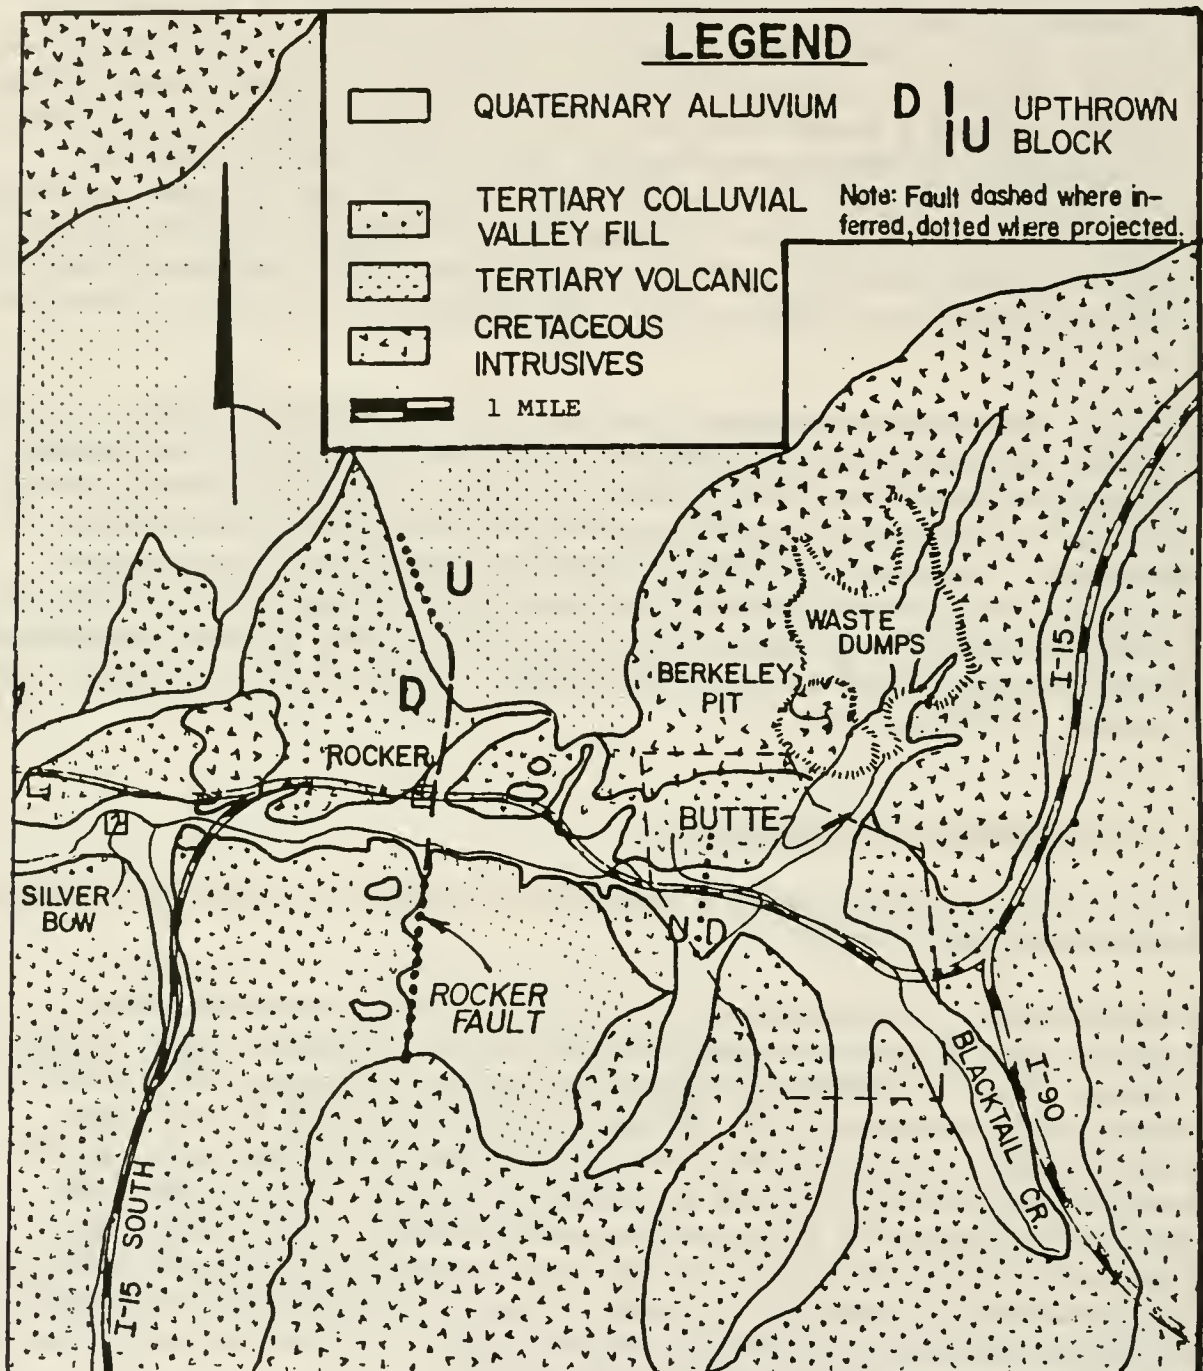 LEGEND
QUATERNARY ALLUVIUM
D
U
UPTHROWN
BLOCK
TERTIARY COLLUVIAL
VALLEY FILL
Note: Fault dashed where in-
ferred, dotted where projected.
TERTIARY VOLCANIC
CRETACEOUS
INTRUSIVES
1 MILE
U
D
WASTE
DUMPS
BERKELEY
PIT
I-15
ROCKER
BUTTE
SILVER
BOW
U
D
ROCKER
FAULT
BLACKTAIL
CR.
I-90
I-15 SOUTH